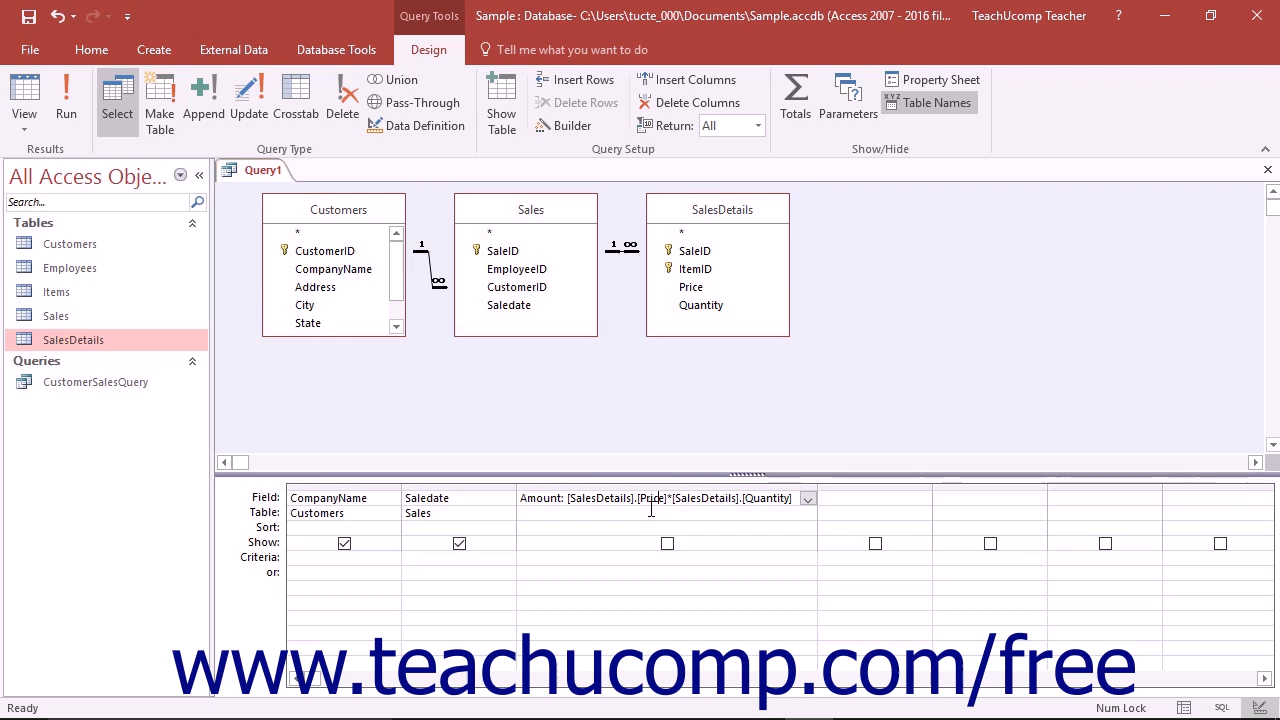 Query Tools
Sample : Database- C:\Users\tucte_000\Documents\Sample.accdb (Access 2007 - 2016 fil...
TeachUcomp Teacher
?
File
Home
Create
External Data
Database Tools
Design
Tell me what you want to do
View
Run
Select
Make Table
Append
Update
Crosstab
Delete
Union
Pass-Through
Data Definition
Show Table
Insert Rows
Delete Rows
Builder
Insert Columns
Delete Columns
Return: All
Totals
Parameters
Property Sheet
XYZ Table Names
Results
Query Type
Query Setup
Show/Hide
All Access Obje...
Search...
Tables
Customers
Employees
Items
Sales
SalesDetails
Queries
CustomerSalesQuery
Query1
Customers
*
CustomerID
CompanyName
Address
City
State
1
∞
Sales
*
SaleID
EmployeeID
CustomerID
Saledate
1 ∞
SalesDetails
*
SaleID
ItemID
Price
Quantity
Field: CompanyName Saledate Amount: [SalesDetails].[Price]*[SalesDetails].[Quantity]
Table: Customers Sales
Sort:
Show:
Criteria:
or:
www.teachucomp.com/free
Ready
Num Lock
SQL